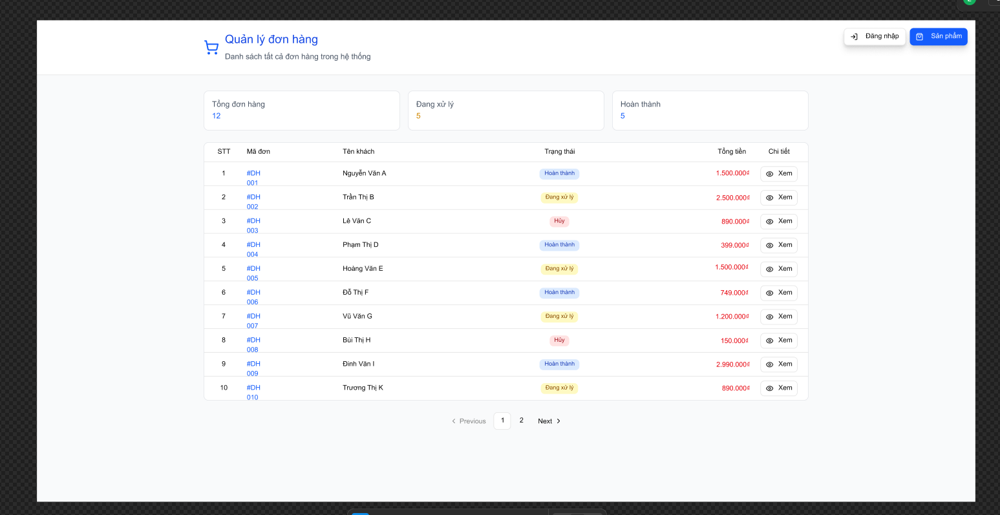 Quản lý đơn hàng
Danh sách tất cả đơn hàng trong hệ thống
Đăng nhập
Sản phẩm
Tổng đơn hàng
12
Đang xử lý
5
Hoàn thành
5
STT Mã đơn Tên khách Trạng thái Tổng tiền Chi tiết
1 #DH Nguyễn Văn A Hoàn thành 1.500.000₫ Xem
001
2 #DH Trần Thị B Đang xử lý 2.500.000₫ Xem
002
3 #DH Lê Văn C Hủy 890.000₫ Xem
003
4 #DH Phạm Thị D Hoàn thành 399.000₫ Xem
004
5 #DH Hoàng Văn E Đang xử lý 1.500.000₫ Xem
005
6 #DH Đỗ Thị F Hoàn thành 749.000₫ Xem
006
7 #DH Vũ Văn G Đang xử lý 1.200.000₫ Xem
007
8 #DH Bùi Thị H Hủy 150.000₫ Xem
008
9 #DH Đinh Văn I Hoàn thành 2.990.000₫ Xem
009
10 #DH Trương Thị K Đang xử lý 890.000₫ Xem
010
Previous 1 2 Next